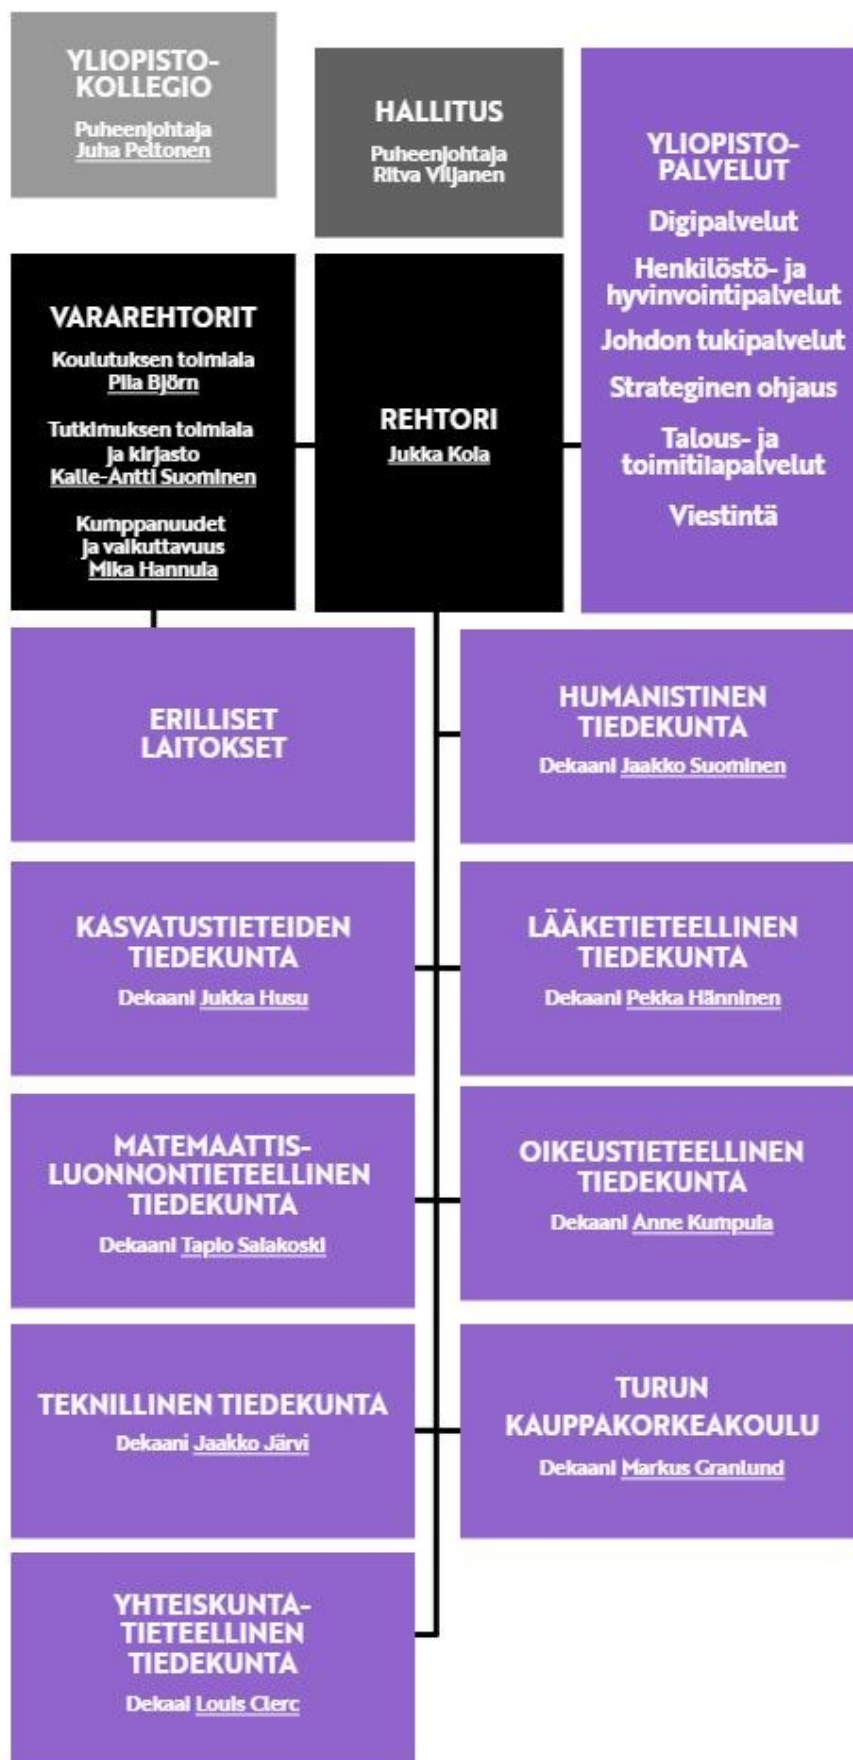 YLIOPISTO-
KOLLEGIO
Puheenjohtaja
Juha Peltonen
HALLITUS
Puheenjohtaja
Ritva Viljanen
YLIOPISTO-
PALVELUT
Digipalvelut
Henkilöstö- ja
hyvinvointipalvelut
Johdon tukipalvelut
Strateginen ohjaus
Talous- ja
toimitilapalvelut
Viestintä
VARAREHTORIT
Koulutuksen toimiala
Piia Björn
Tutkimuksen toimiala
ja kirjasto
Kalle-Antti Suominen
Kumppanuudet
ja vaikuttavuus
Mika Hannula
REHTORI
Jukka Kola
ERILLISET
LAITOKSET
HUMANISTINEN
TIEDEKUNTA
Dekaani Jaakko Suominen
KASVATUSTIETEIDEN
TIEDEKUNTA
Dekaani Jukka Husu
LÄÄKETIETEELLINEN
TIEDEKUNTA
Dekaani Pekka Hänninen
MATEMAATTIS-
LUONNONTIETEELLINEN
TIEDEKUNTA
Dekaani Tapio Salakoski
OIKEUSTIETEELLINEN
TIEDEKUNTA
Dekaani Anne Kumpula
TEKNILLINEN TIEDEKUNTA
Dekaani Jaakko Järvi
TURUN
KAUPPAKORKEAKOULU
Dekaani Markus Granlund
YHTEISKUNTA-
TIETEELLINEN
TIEDEKUNTA
Dekaai Louis Clerc